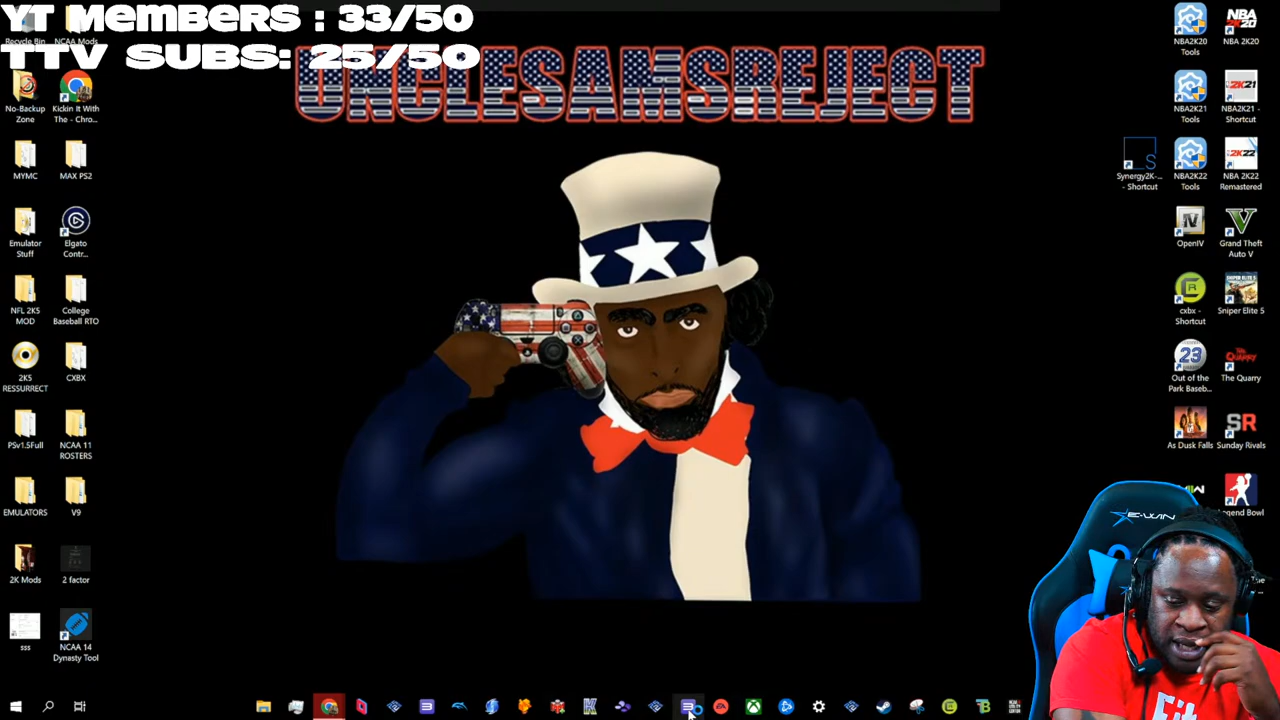 YT Members : 33/50
TTV SUBS: 25/50
UNCLESAMSREJECT
Recycle Bin
NCAA Mods
No-Backup Zone
Kickin It With The - Chro...
MYMC
MAX PS2
Emulator Stuff
Elgato Contr...
NFL 2K5 MOD
College Baseball RTO
2K5 RESSURRECT
CXBX
PSv1.5Full
NCAA 11 ROSTERS
EMULATORS
V9
2K Mods
2 factor
sss
NCAA 14 Dynasty Tool
NBA2K20 Tools
NBA 2K20
NBA2K21 Tools
NBA2K21 - Shortcut
Synergy2K-... - Shortcut
NBA2K22 Tools
NBA 2K22 Remastered
OpenIV
Grand Theft Auto V
cxbx - Shortcut
Sniper Elite 5
Out of the Park Baseb...
The Quarry
As Dusk Falls
Sunday Rivals
Legend Bowl
E-WIN